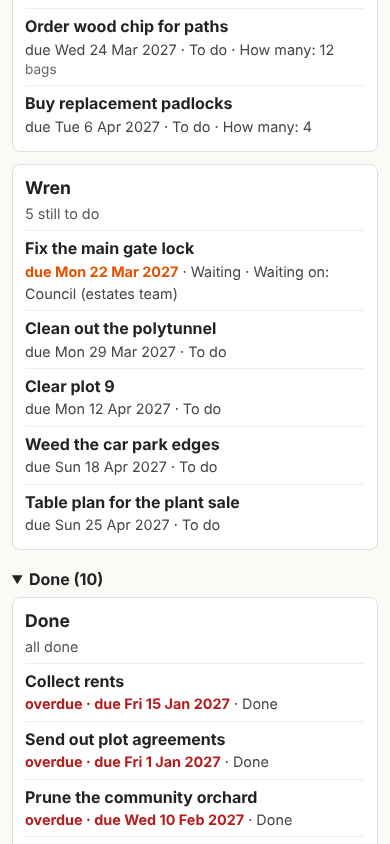 Order wood chip for paths
due Wed 24 Mar 2027 · To do · How many: 12
bags
Buy replacement padlocks
due Tue 6 Apr 2027 · To do · How many: 4
Wren
5 still to do
Fix the main gate lock
due Mon 22 Mar 2027 · Waiting · Waiting on:
Council (estates team)
Clean out the polytunnel
due Mon 29 Mar 2027 · To do
Clear plot 9
due Mon 12 Apr 2027 · To do
Weed the car park edges
due Sun 18 Apr 2027 · To do
Table plan for the plant sale
due Sun 25 Apr 2027 · To do
▼ Done (10)
Done
all done
Collect rents
overdue · due Fri 15 Jan 2027 · Done
Send out plot agreements
overdue · due Fri 1 Jan 2027 · Done
Prune the community orchard
overdue · due Wed 10 Feb 2027 · Done